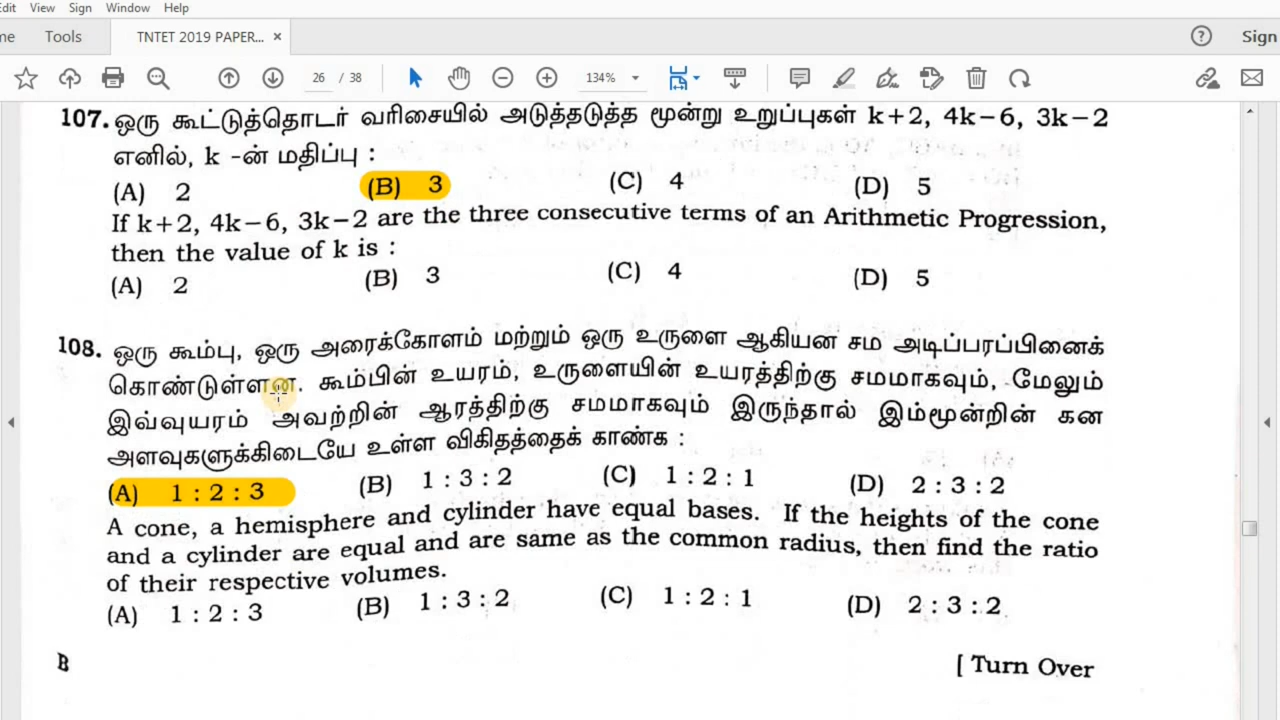 Edit View Sign Window Help
me Tools TNTET 2019 PAPER... × ? Sign
26 / 38 134%
107. ஒரு கூட்டுத்தொடர் வரிசையில் அடுத்தடுத்த மூன்று உறுப்புகள் k+2, 4k−6, 3k−2
எனில், k -ன் மதிப்பு :
(A) 2 (B) 3 (C) 4 (D) 5
If k+2, 4k−6, 3k−2 are the three consecutive terms of an Arithmetic Progression,
then the value of k is :
(A) 2 (B) 3 (C) 4 (D) 5
108. ஒரு கூம்பு, ஒரு அரைக்கோளம் மற்றும் ஒரு உருளை ஆகியன சம அடிப்பரப்பினைக்
கொண்டுள்ளன. கூம்பின் உயரம், உருளையின் உயரத்திற்கு சமமாகவும், மேலும்
இவ்வுயரம் அவற்றின் ஆரத்திற்கு சமமாகவும் இருந்தால் இம்மூன்றின் கன
அளவுகளுக்கிடையே உள்ள விகிதத்தைக் காண்க :
(A) 1 : 2 : 3 (B) 1 : 3 : 2 (C) 1 : 2 : 1 (D) 2 : 3 : 2
A cone, a hemisphere and cylinder have equal bases. If the heights of the cone
and a cylinder are equal and are same as the common radius, then find the ratio
of their respective volumes.
(A) 1 : 2 : 3 (B) 1 : 3 : 2 (C) 1 : 2 : 1 (D) 2 : 3 : 2
B [ Turn Over